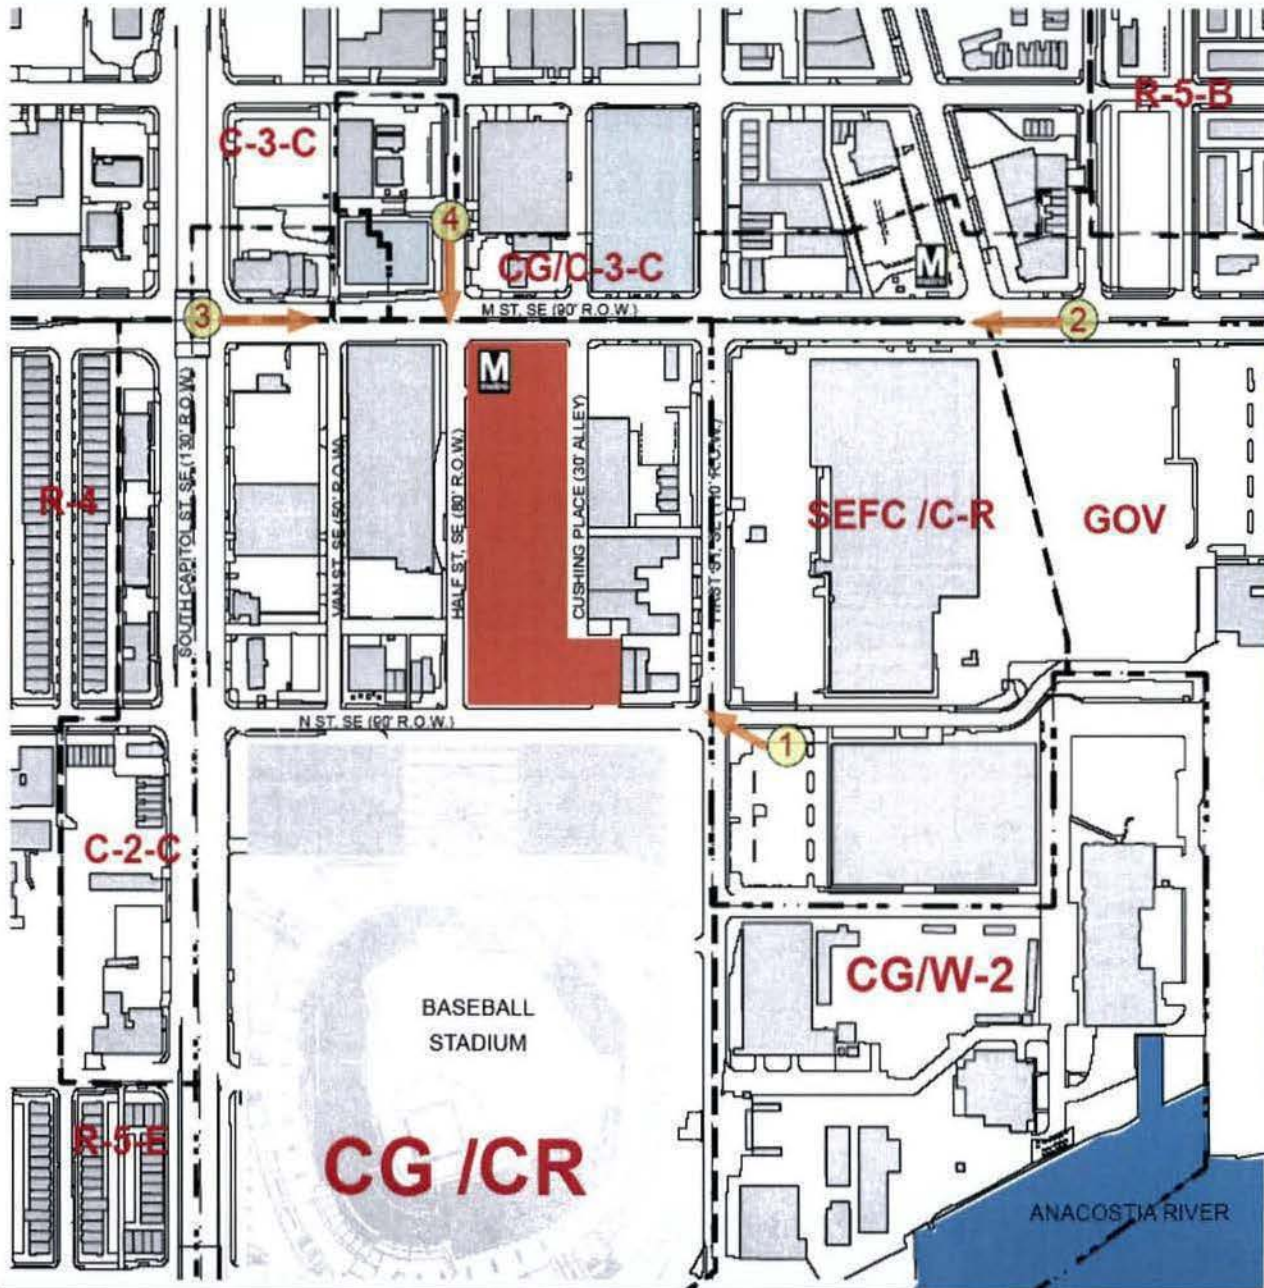 R-5-B
C-3-C
4
CG/C-3-C
M
M ST. SE (90' R.O.W.)
3
2
M
SOUTH CAPITOL ST. SE (130' R.O.W.)
VAN ST. SE (50' R.O.W.)
HALF ST. SE (80' R.O.W.)
CUSHING PLACE (30' ALLEY)
FIRST ST. SE (110' R.O.W.)
R-4
SEFC /C-R
GOV
N ST. SE (90' R.O.W.)
1
C-2-C
CG/W-2
BASEBALL
STADIUM
R-5-E
CG /CR
ANACOSTIA RIVER